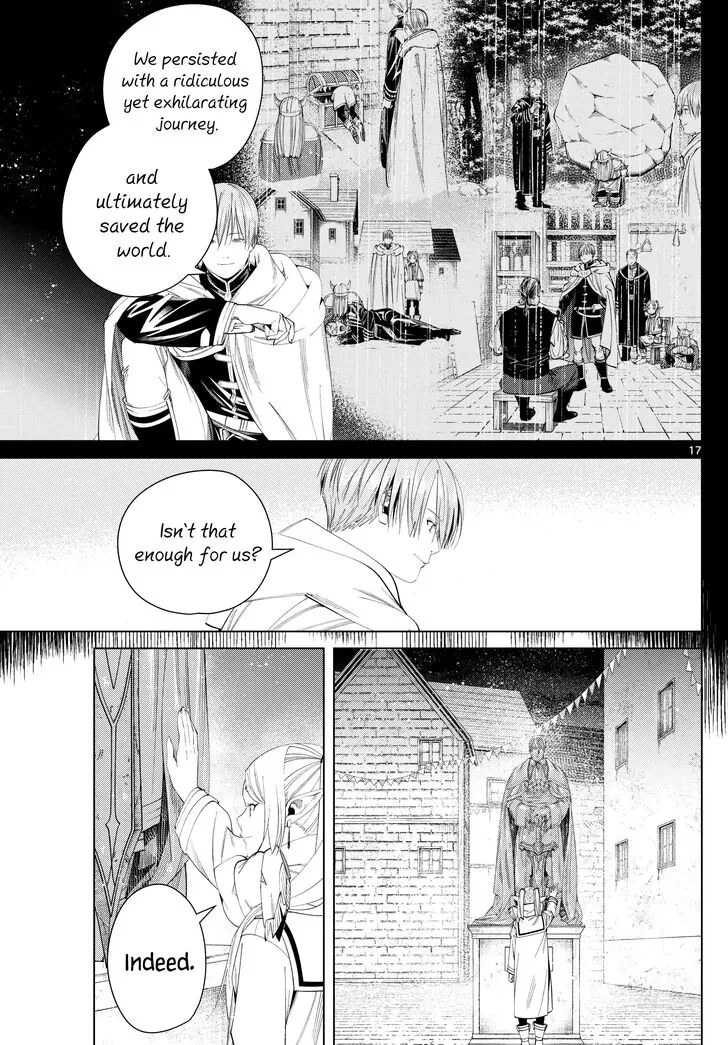 We persisted
with a ridiculous
yet exhilarating
journey.
and
ultimately
saved the
world.
17
Isn't that
enough for us?
Indeed.